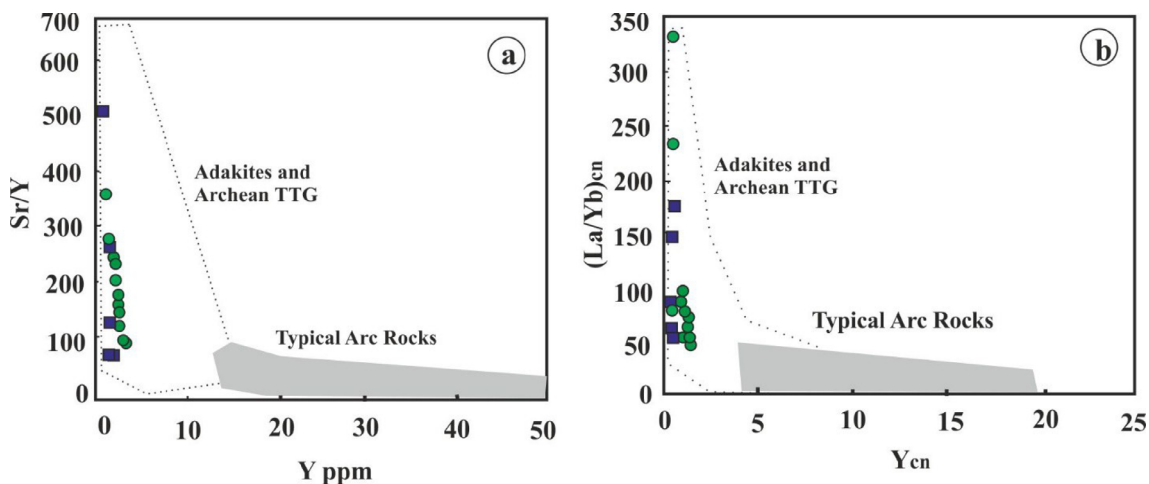 700
600
500
400
300
200
100
0
Sr/Y
a
Adakites and
Archean TTG
Typical Arc Rocks
0 10 20 30 40 50
Y ppm
350
300
250
200
150
100
50
0
(La/Yb)cn
b
Adakites and
Archean TTG
Typical Arc Rocks
0 5 10 15 20 25
Ycn